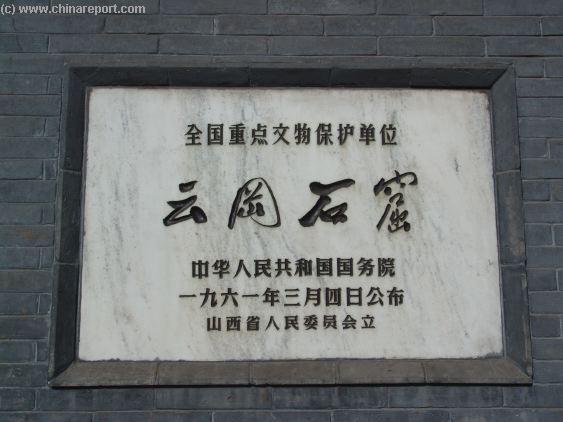 (c) www.chinareport.com
全国重点文物保护单位
云岗石窟
中华人民共和国国务院
一九六一年三月四日公布
山西省人民委员会立